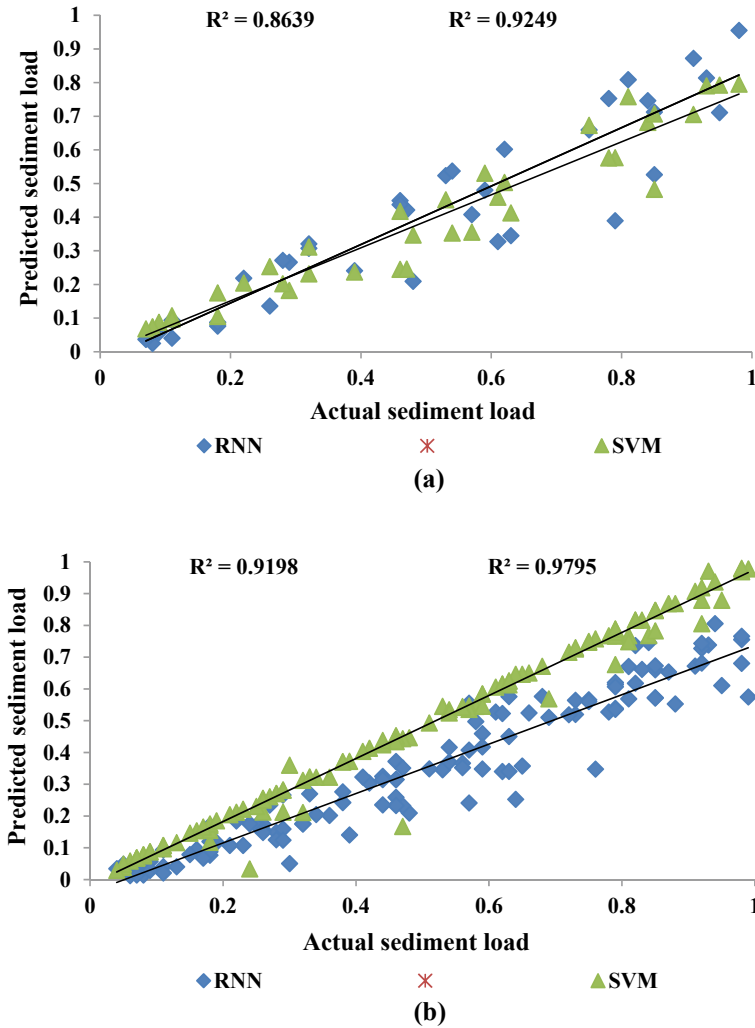 R² = 0.8639 R² = 0.9249
1
0.9
0.8
0.7
0.6
0.5
0.4
0.3
0.2
0.1
0
Predicted sediment load
0 0.2 0.4 0.6 0.8 1
Actual sediment load
RNN SVM
(a)
R² = 0.9198 R² = 0.9795
1
0.9
0.8
0.7
0.6
0.5
0.4
0.3
0.2
0.1
0
Predicted sediment load
0 0.2 0.4 0.6 0.8 1
Actual sediment load
RNN SVM
(b)